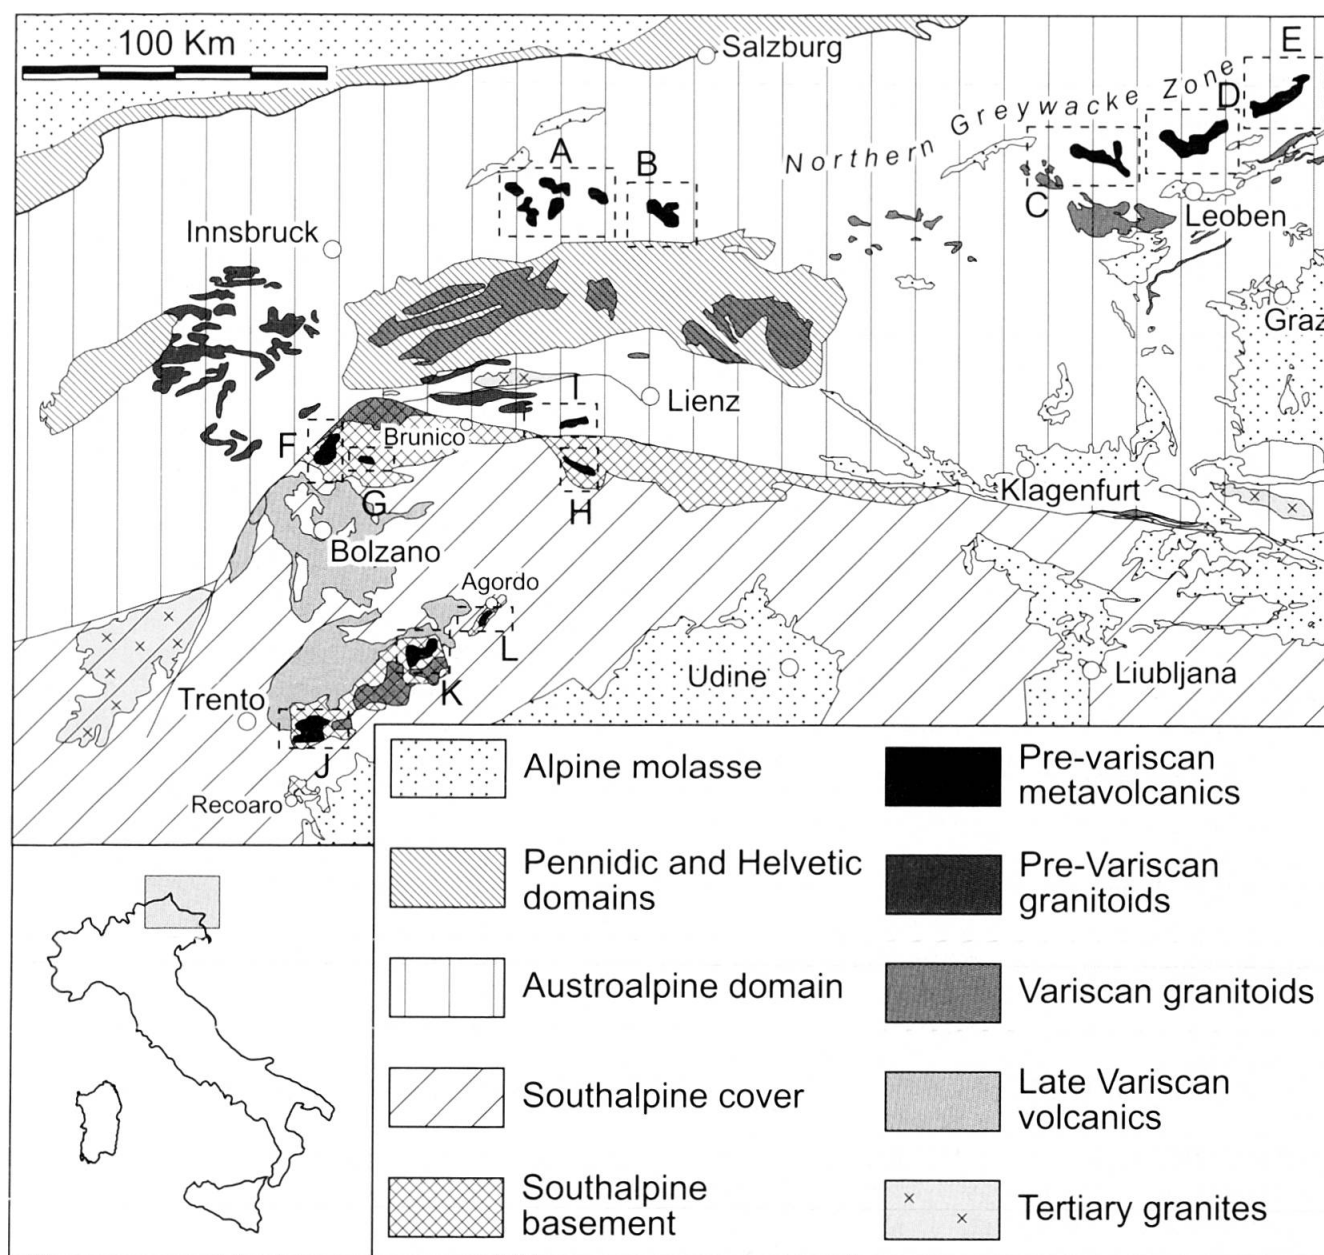 100 Km
Salzburg
E
Northern Greywacke Zone
D
A
B
C
Leoben
Innsbruck
Graz
I
Lienz
F
Brunico
G
H
Klagenfurt
Bolzano
Agordo
L
Udine
Liubljana
Trento
K
J
Recoaro
Alpine molasse
Pennidic and Helvetic
domains
Austroalpine domain
Southalpine cover
Southalpine
basement
Pre-variscan
metavolcanics
Pre-Variscan
granitoids
Variscan granitoids
Late Variscan
volcanics
Tertiary granites